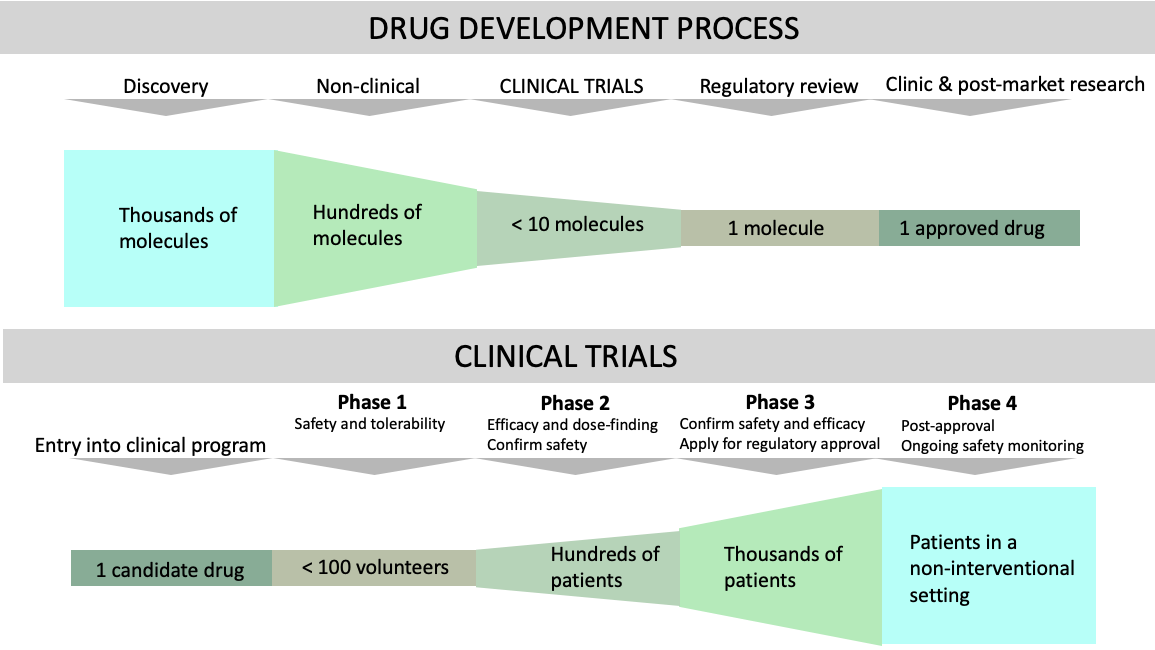 DRUG DEVELOPMENT PROCESS
Discovery
Non-clinical
CLINICAL TRIALS
Regulatory review
Clinic & post-market research
Thousands of
molecules
Hundreds of
molecules
< 10 molecules
1 molecule
1 approved drug
CLINICAL TRIALS
Entry into clinical program
Phase 1
Safety and tolerability
Phase 2
Efficacy and dose-finding
Confirm safety
Phase 3
Confirm safety and efficacy
Apply for regulatory approval
Phase 4
Post-approval
Ongoing safety monitoring
1 candidate drug
< 100 volunteers
Hundreds of
patients
Thousands of
patients
Patients in a
non-interventional
setting